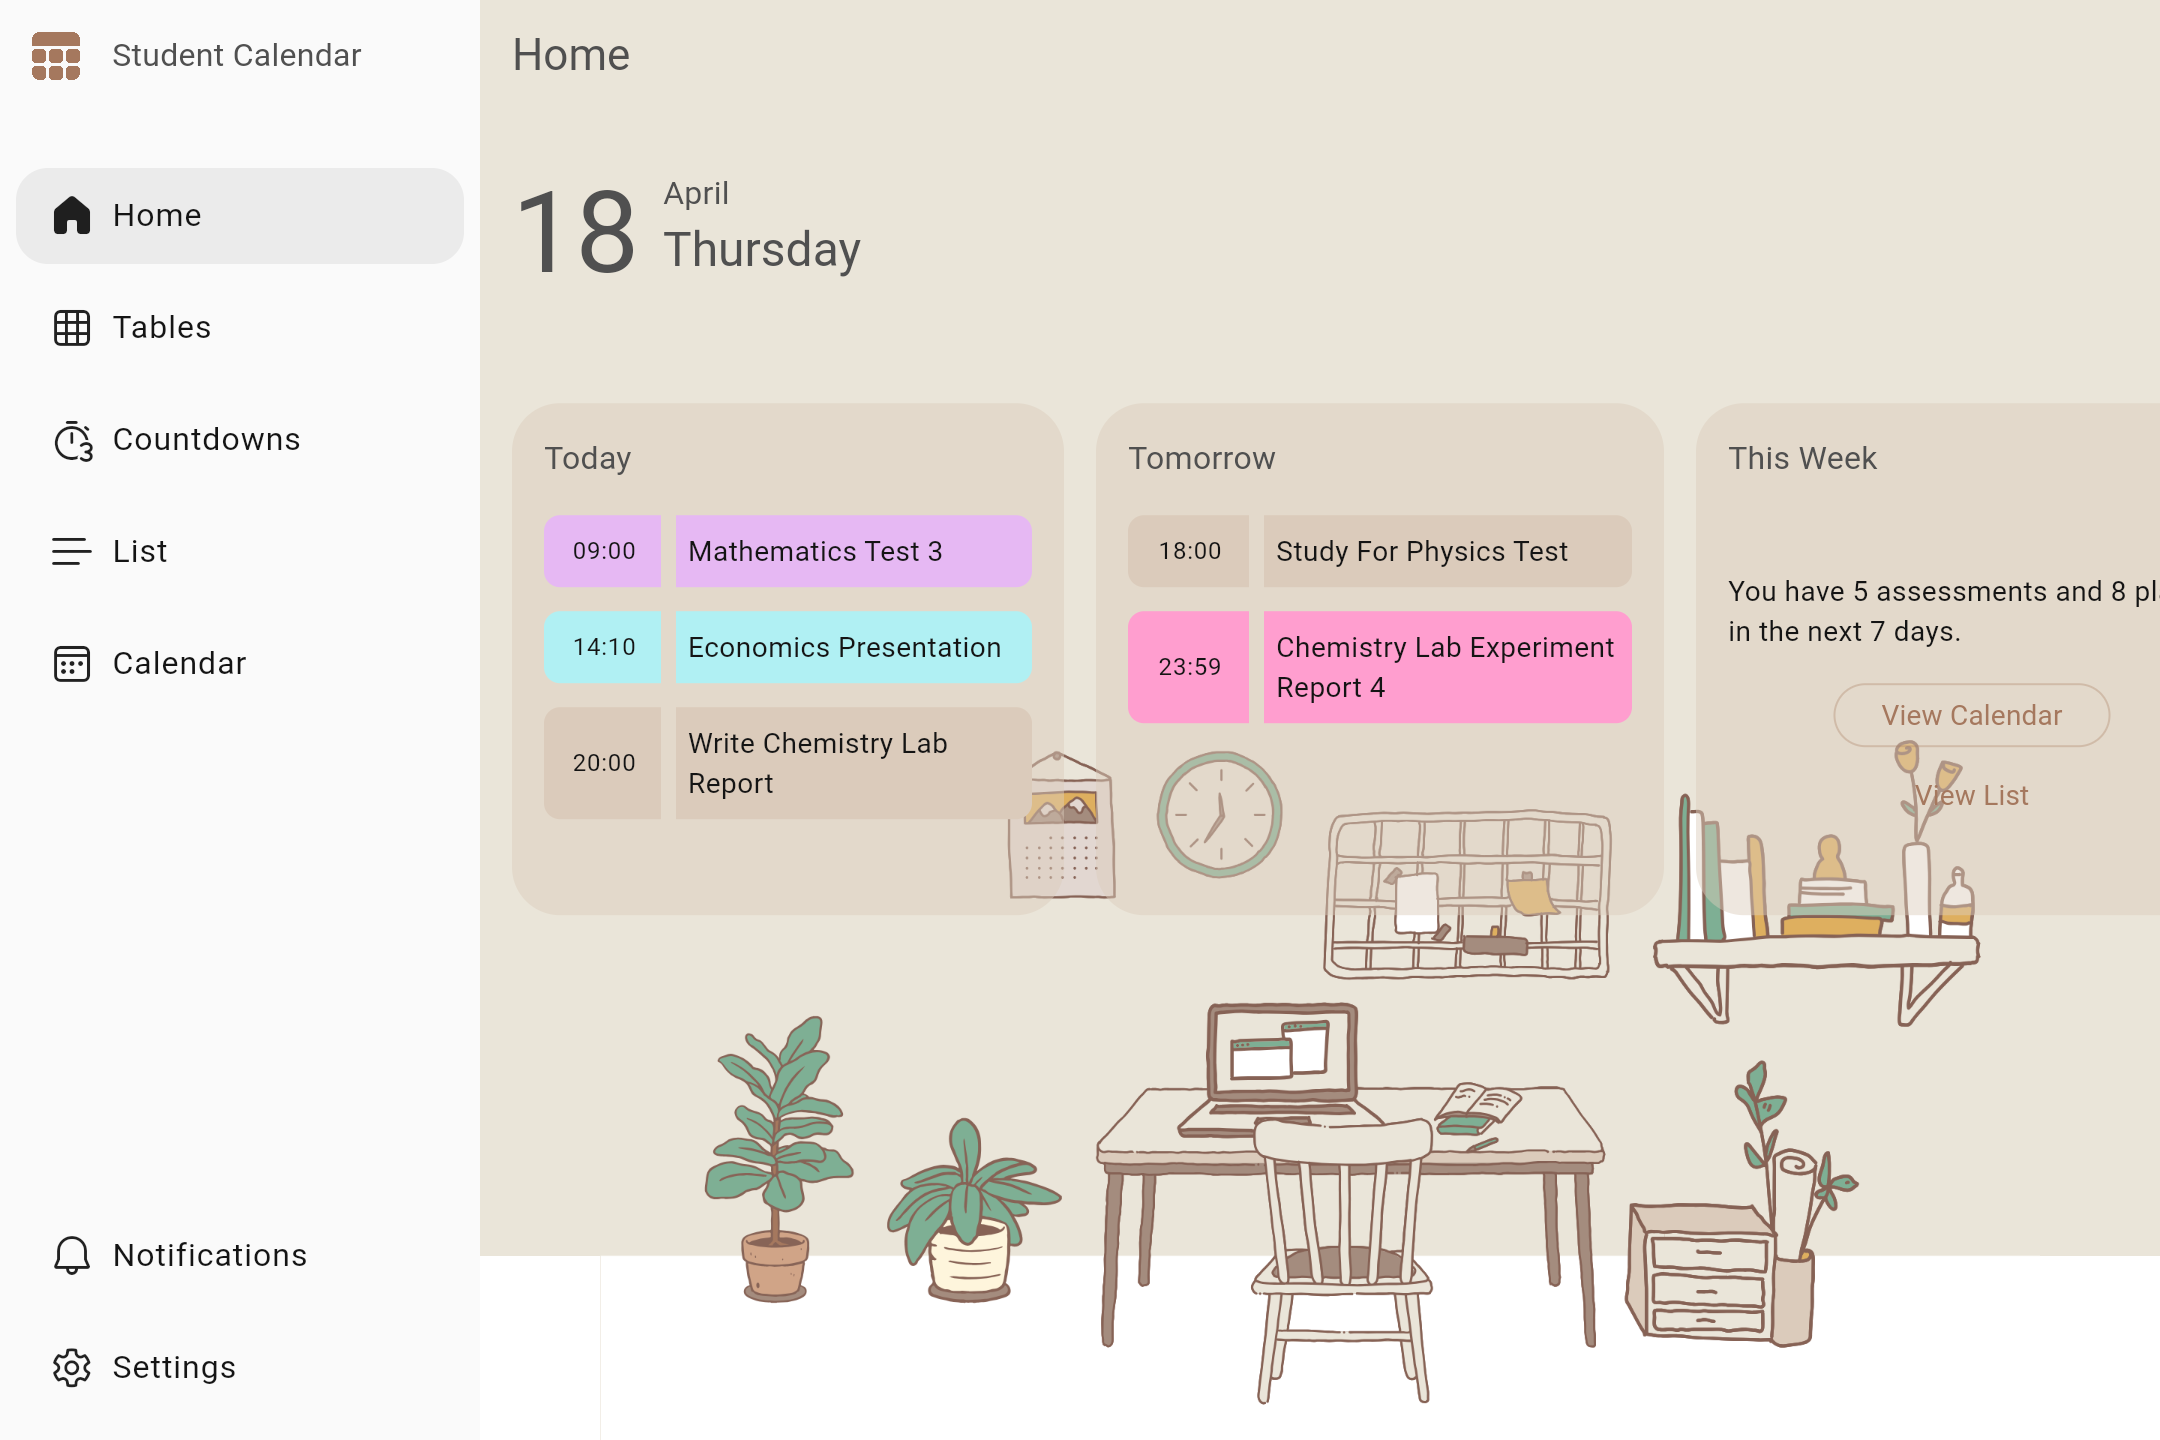 Student Calendar
Home
Tables
Countdowns
List
Calendar
Notifications
Settings
Home
18
April
Thursday
Today
09:00 Mathematics Test 3
14:10 Economics Presentation
20:00 Write Chemistry Lab
Report
Tomorrow
18:00 Study For Physics Test
23:59 Chemistry Lab Experiment
Report 4
This Week
You have 5 assessments and 8
in the next 7 days.
View Calendar
View List